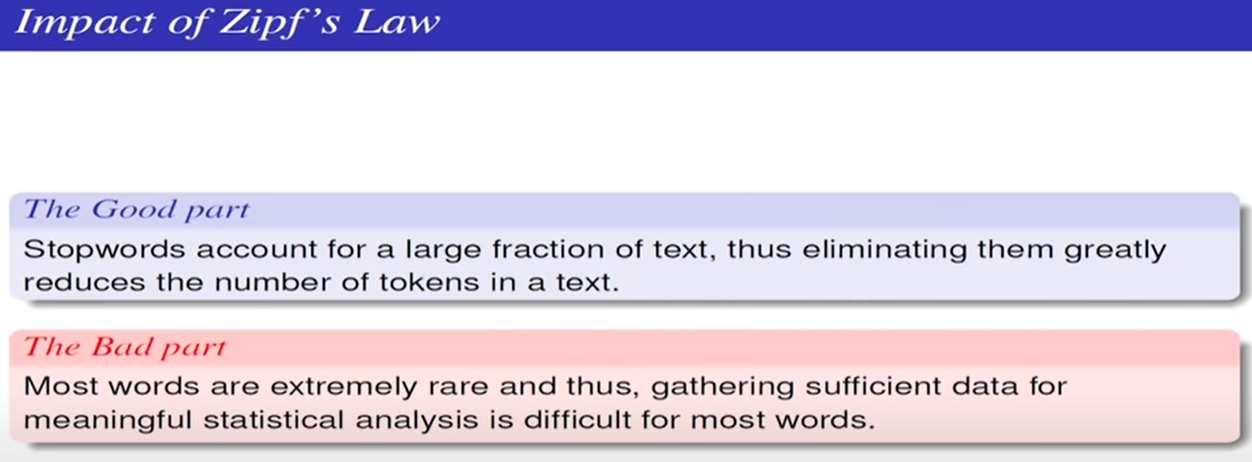 Impact of Zipf's Law
The Good part
Stopwords account for a large fraction of text, thus eliminating them greatly
reduces the number of tokens in a text.
The Bad part
Most words are extremely rare and thus, gathering sufficient data for
meaningful statistical analysis is difficult for most words.